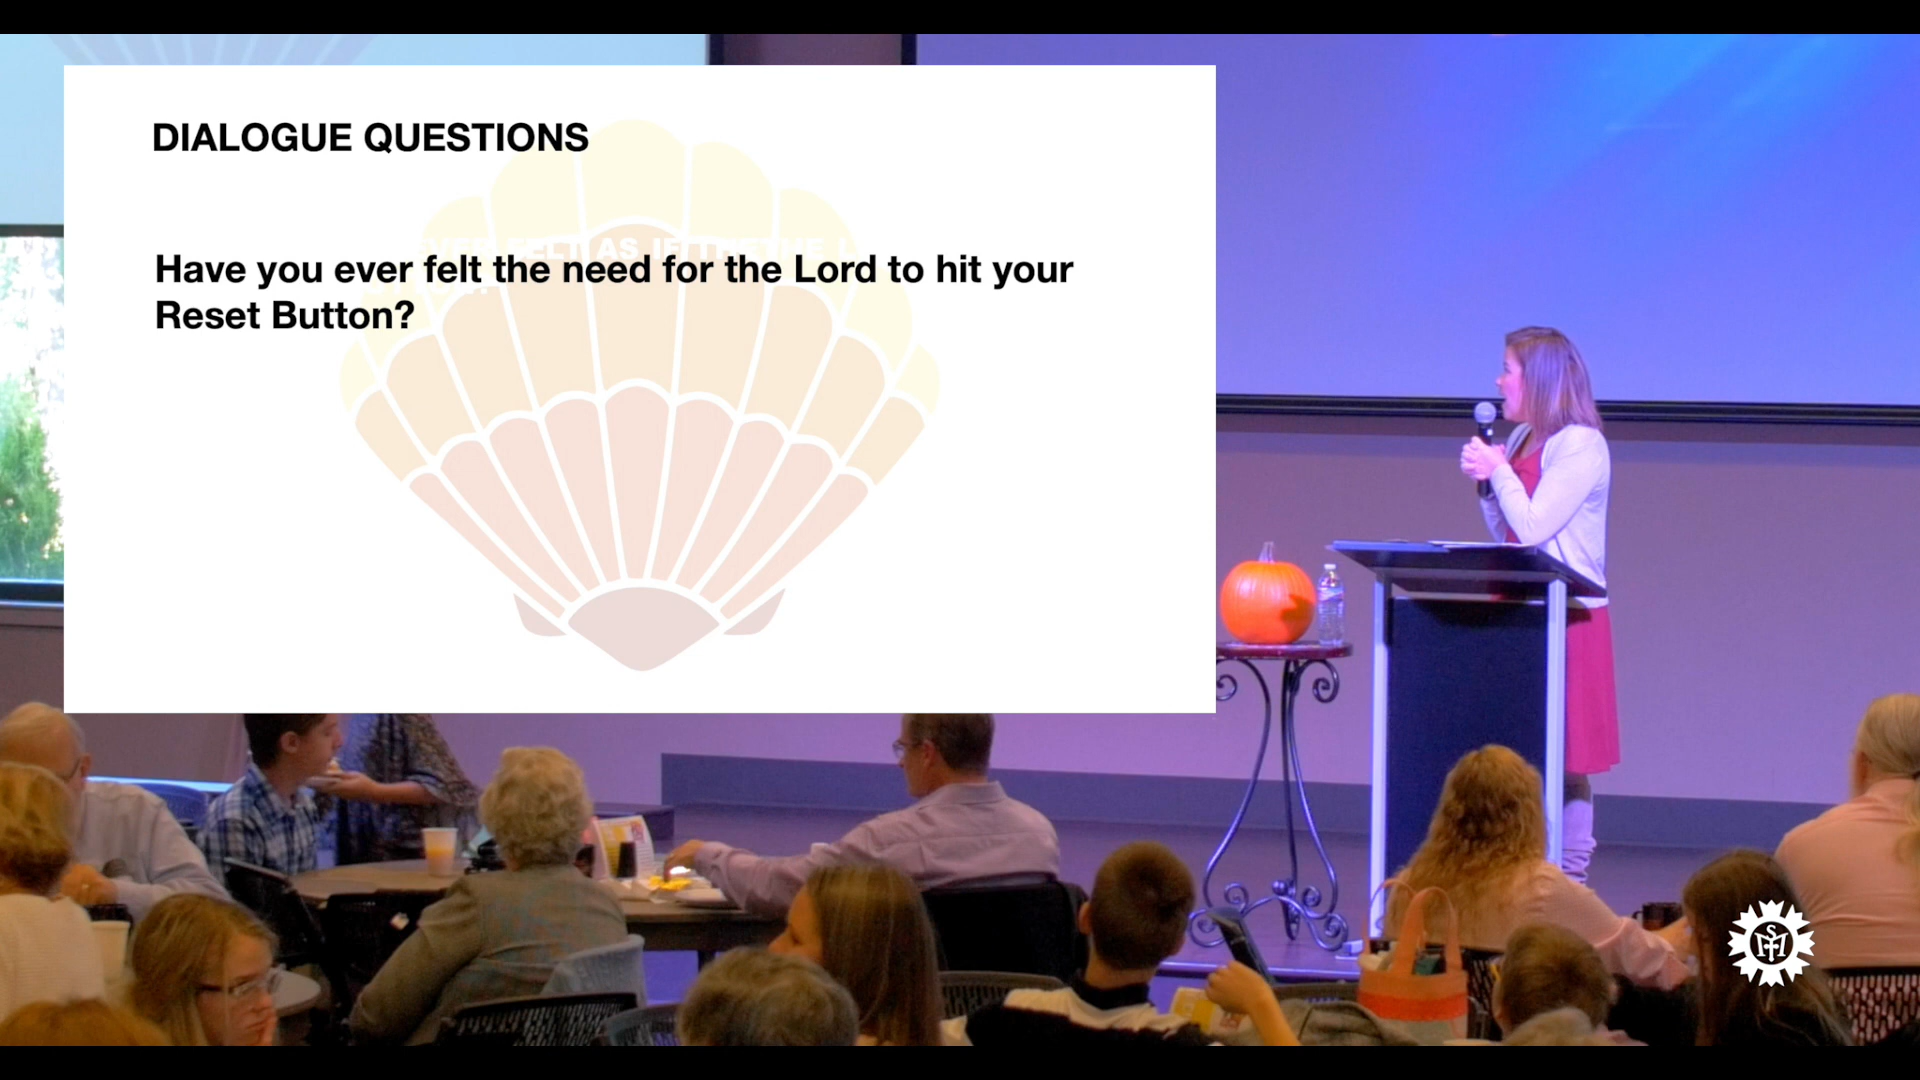 DIALOGUE QUESTIONS
Have you ever felt the need for the Lord to hit your
Reset Button?